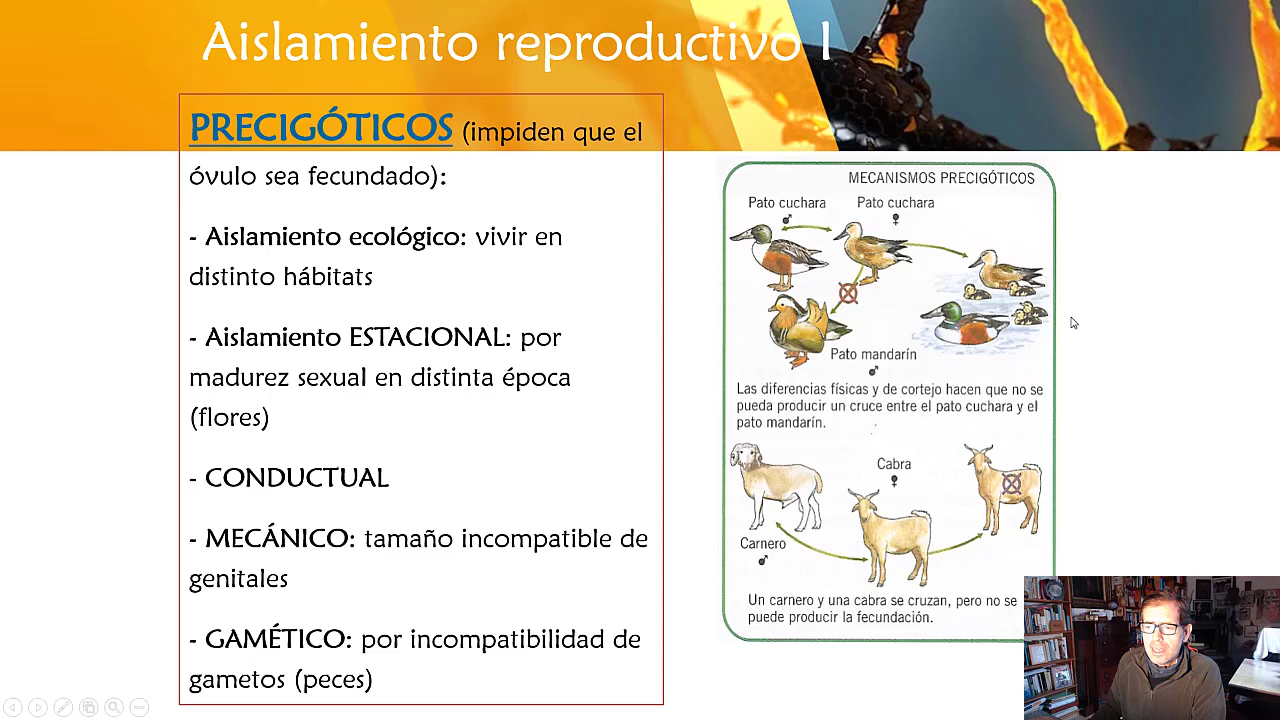 Aislamiento reproductivo I
PRECIGÓTICOS (impiden que el
óvulo sea fecundado):
- Aislamiento ecológico: vivir en
distinto hábitats
- Aislamiento ESTACIONAL: por
madurez sexual en distinta época
(flores)
- CONDUCTUAL
- MECÁNICO: tamaño incompatible de
genitales
- GAMÉTICO: por incompatibilidad de
gametos (peces)
MECANISMOS PRECIGÓTICOS
Pato cuchara ♂
Pato cuchara ♀
Pato mandarín ♂
Las diferencias físicas y de cortejo hacen que no se
pueda producir un cruce entre el pato cuchara y el
pato mandarín.
Cabra ♀
Carnero ♂
Un carnero y una cabra se cruzan, pero no se
puede producir la fecundación.